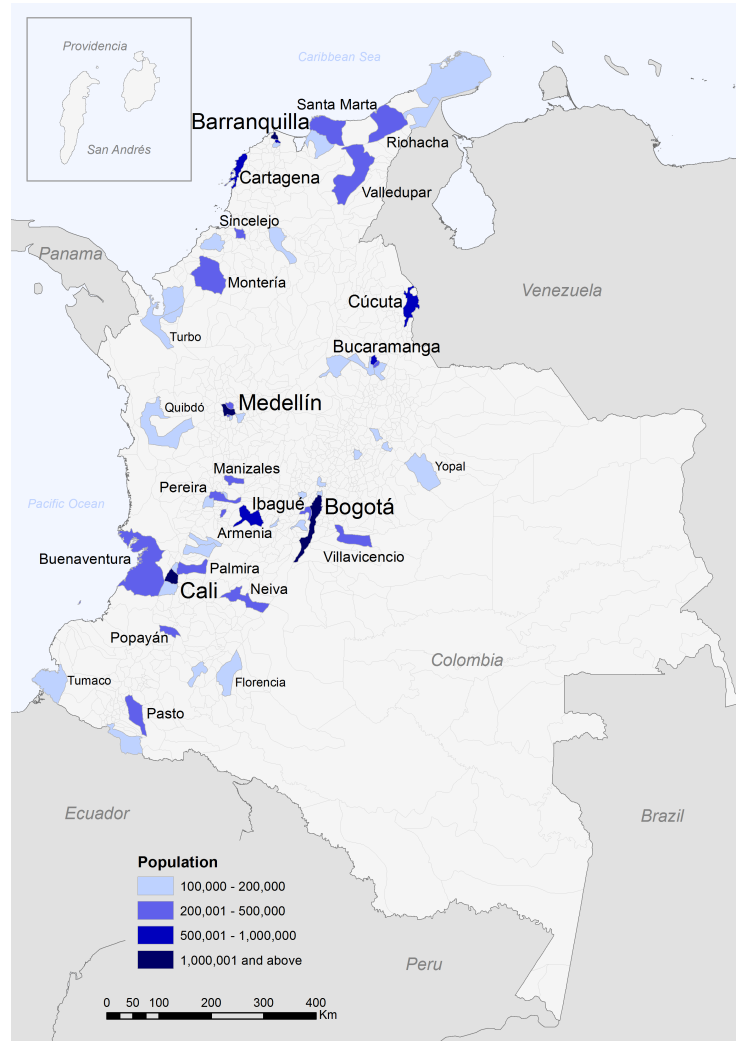 Providencia
San Andrés
Caribbean Sea
Santa Marta
Barranquilla
Riohacha
Cartagena
Valledupar
Sincelejo
Panama
Montería
Venezuela
Cúcuta
Turbo
Bucaramanga
Quibdó
Medellín
Manizales
Yopal
Pereira
Pacific Ocean
Ibagué
Bogotá
Armenia
Buenaventura
Villavicencio
Palmira
Cali
Neiva
Popayán
Colombia
Tumaco
Florencia
Pasto
Ecuador
Brazil
Population
100,000 - 200,000
200,001 - 500,000
500,001 - 1,000,000
1,000,001 and above
Peru
0 50 100 200 300 400
Km